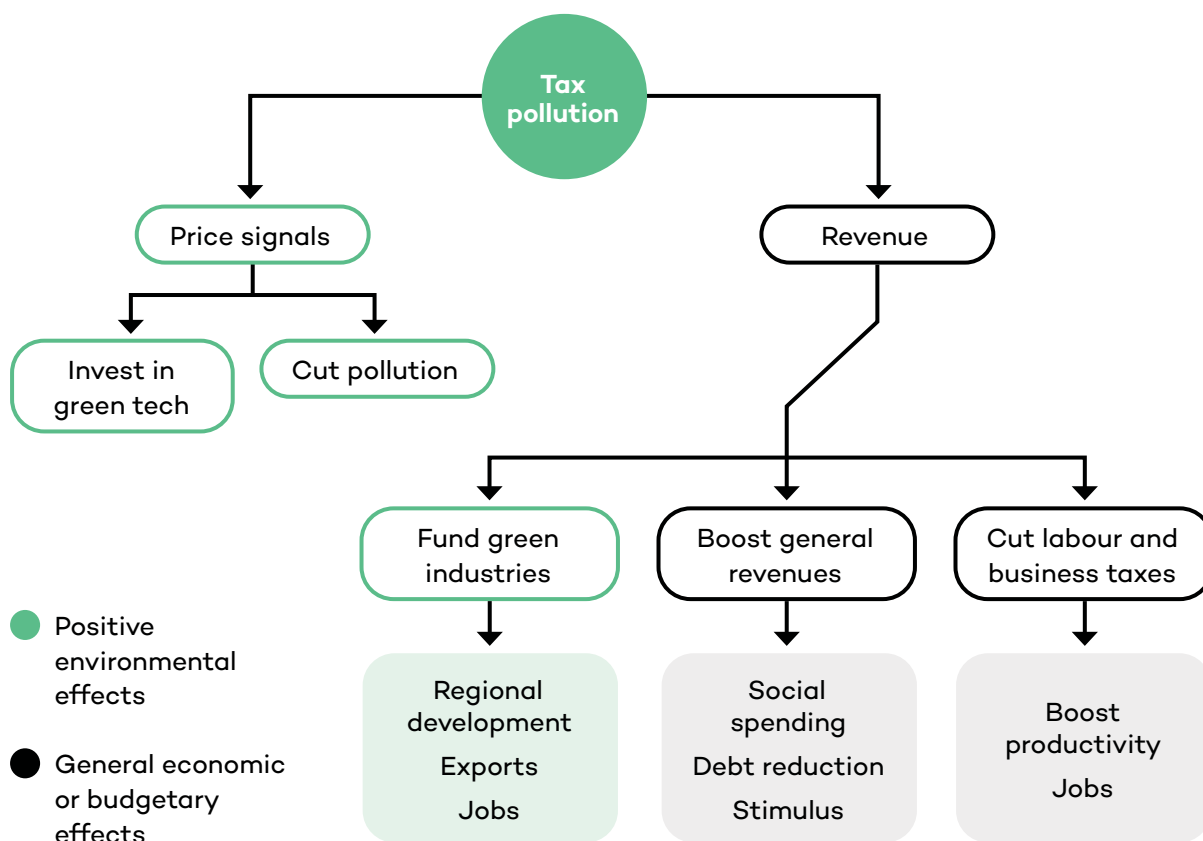 Tax
pollution
Price signals
Revenue
Invest in
green tech
Cut pollution
Fund green
industries
Boost general
revenues
Cut labour and
business taxes
Positive
environmental
effects
General economic
or budgetary
effects
Regional
development
Exports
Jobs
Social
spending
Debt reduction
Stimulus
Boost
productivity
Jobs